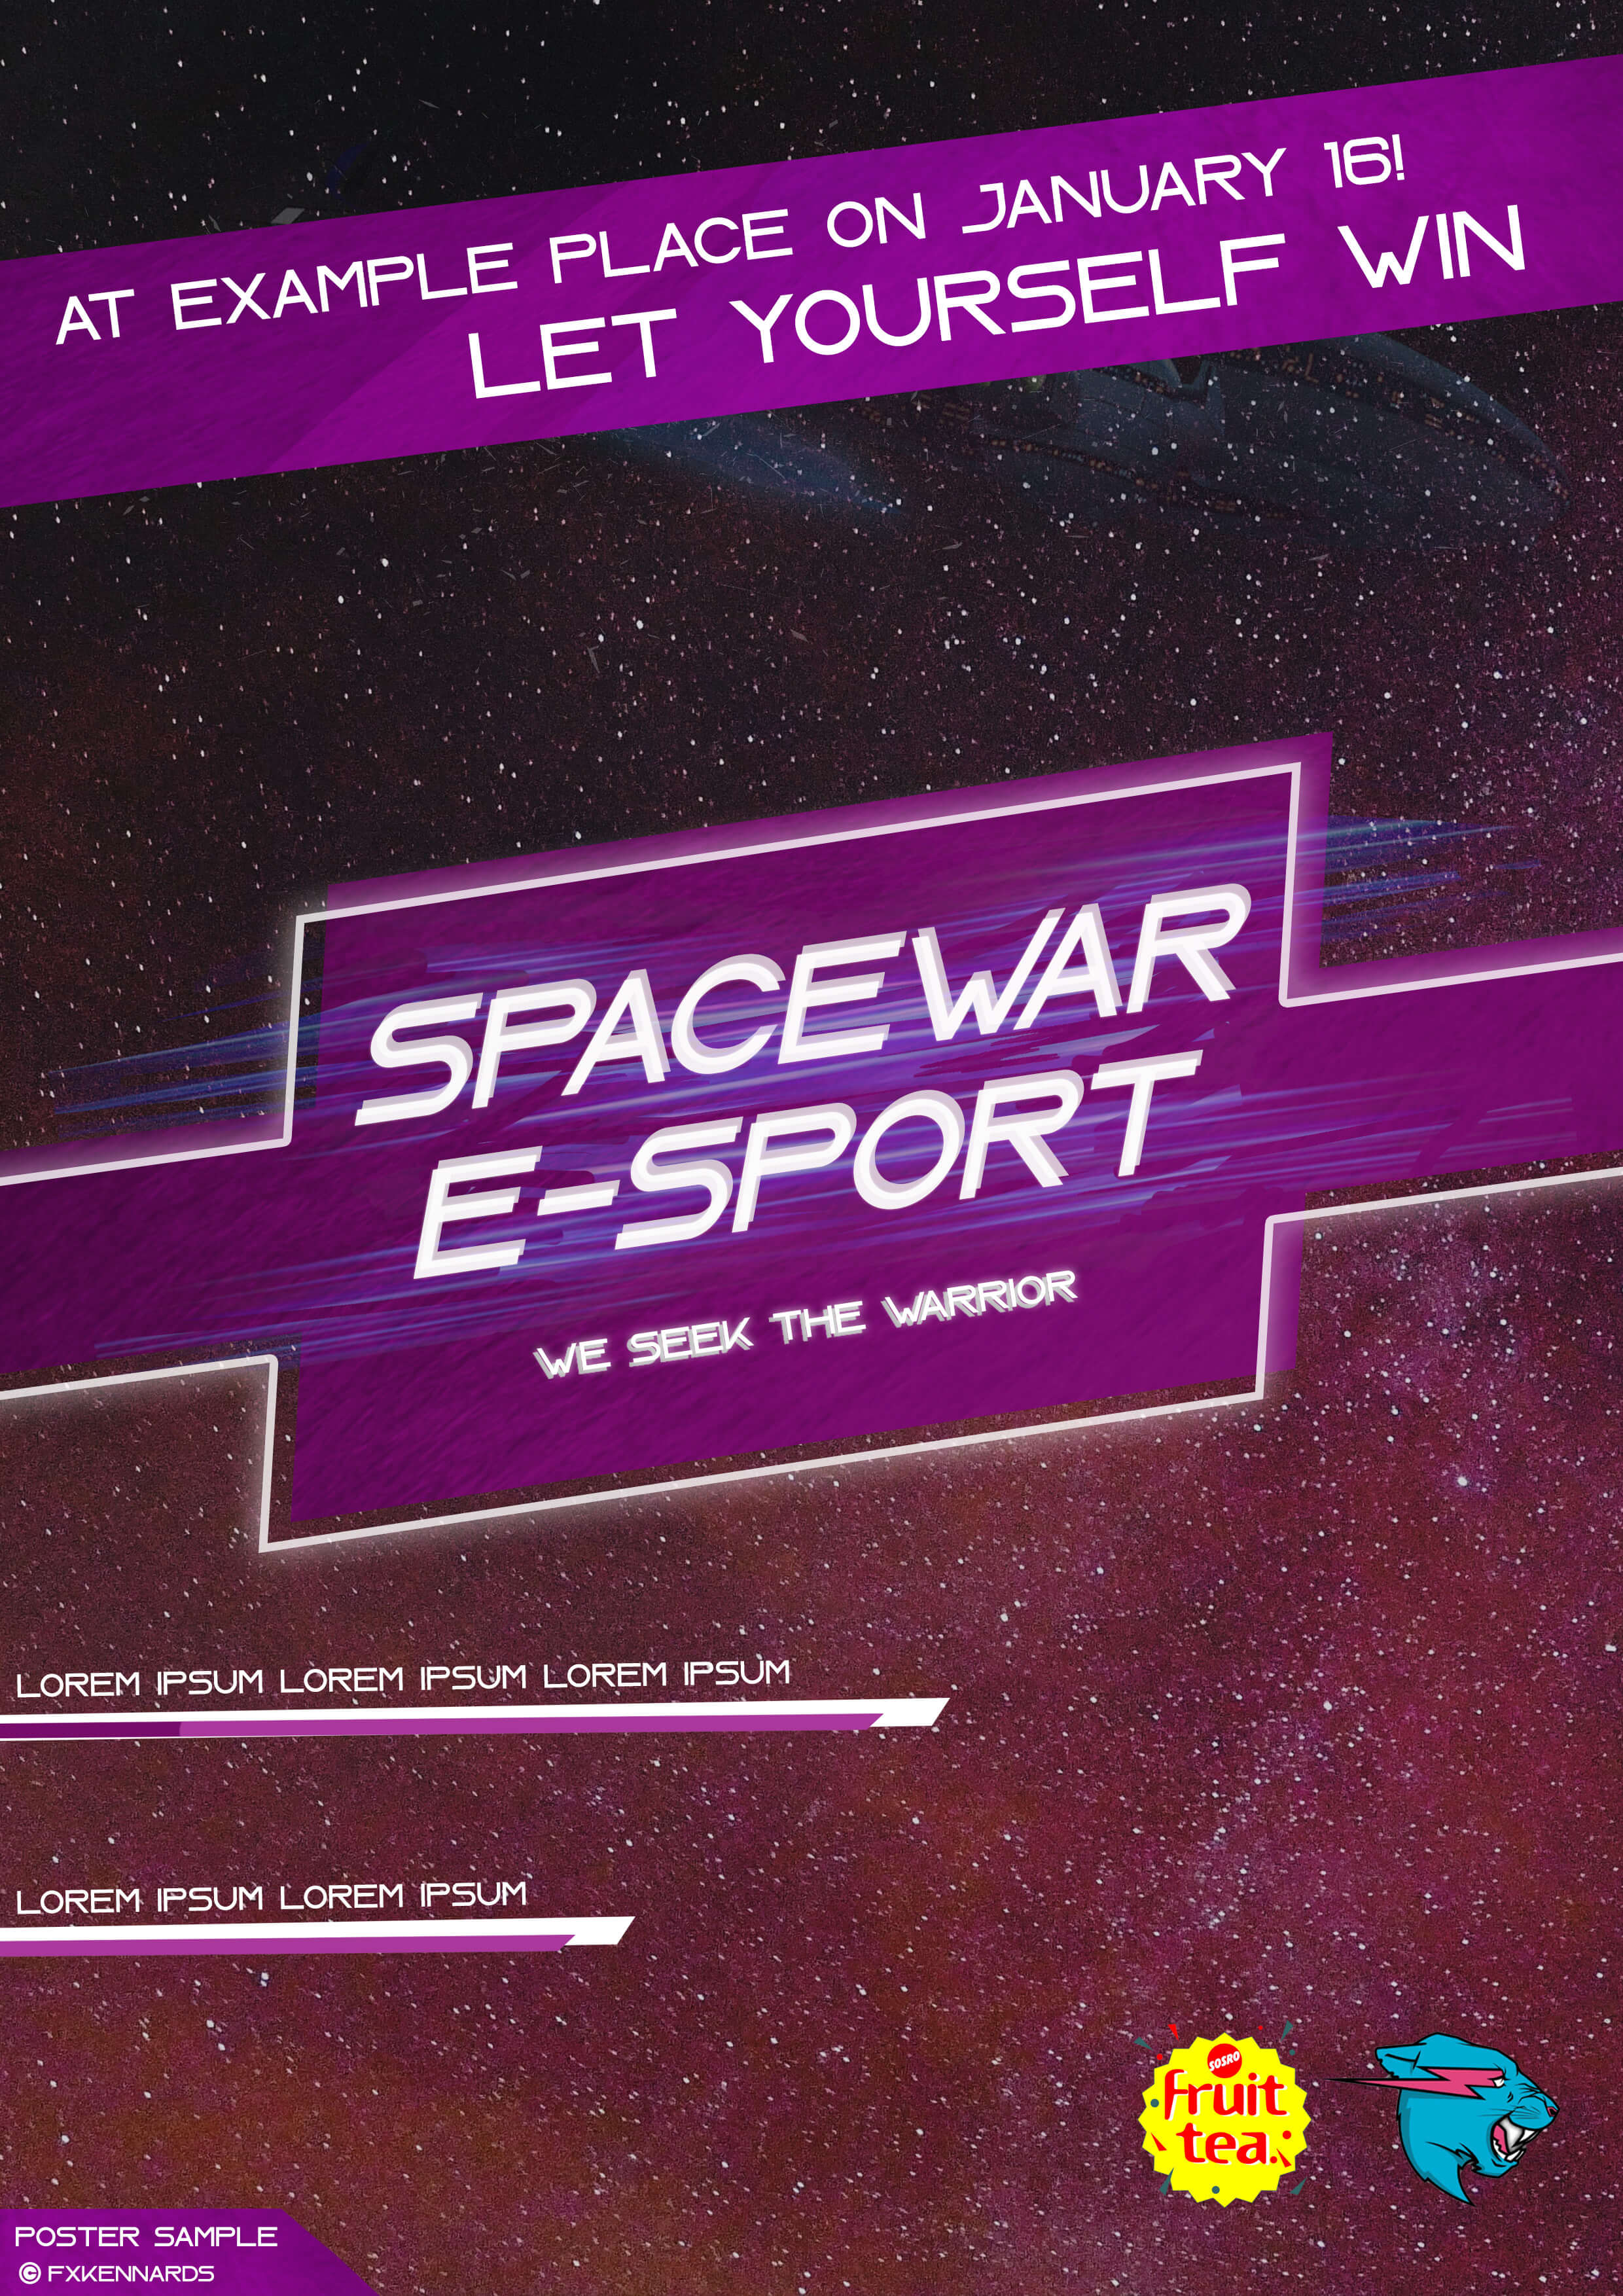 AT EXAMPLE PLACE ON JANUARY 16!
LET YOURSELF WIN
SPACEWAR
E-SPORT
WE SEEK THE WARRIOR
LOREM IPSUM LOREM IPSUM LOREM IPSUM
LOREM IPSUM LOREM IPSUM
SOSRO
fruit
tea
POSTER SAMPLE
© FXKENNARDS